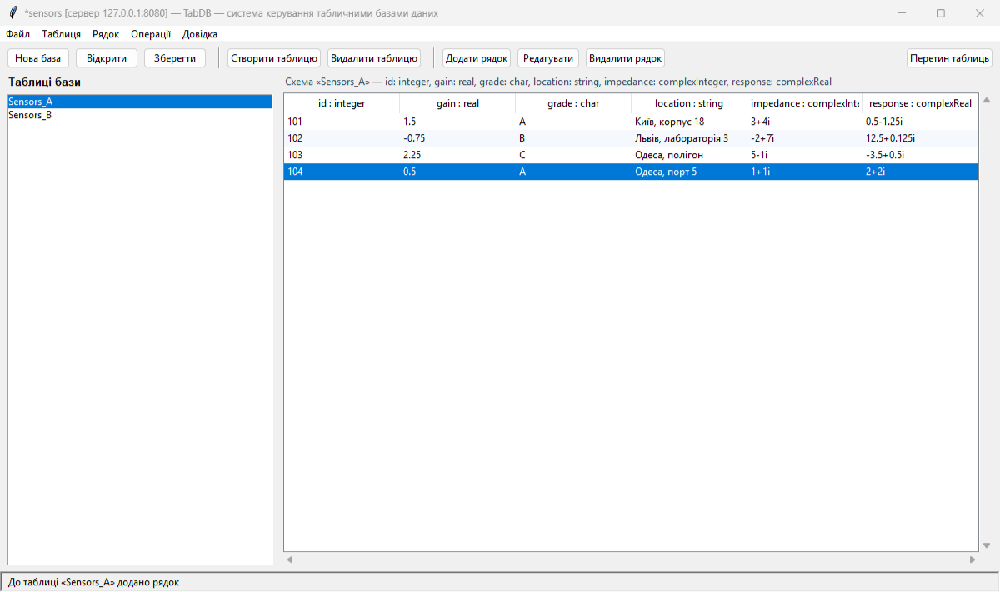 *sensors [сервер 127.0.0.1:8080] — TabDB — система керування табличними базами даних
Файл Таблиця Рядок Операції Довідка
Нова база Відкрити Зберегти Створити таблицю Видалити таблицю Додати рядок Редагувати Видалити рядок Перетин таблиць
Таблиці бази
Sensors_A
Sensors_B
Схема «Sensors_A» — id: integer, gain: real, grade: char, location: string, impedance: complexInteger, response: complexReal
id : integer gain : real grade : char location : string impedance : complexInte response : complexReal
101 1.5 A Київ, корпус 18 3+4i 0.5-1.25i
102 -0.75 B Львів, лабораторія 3 -2+7i 12.5+0.125i
103 2.25 C Одеса, полігон 5-1i -3.5+0.5i
104 0.5 A Одеса, порт 5 1+1i 2+2i
До таблиці «Sensors_A» додано рядок